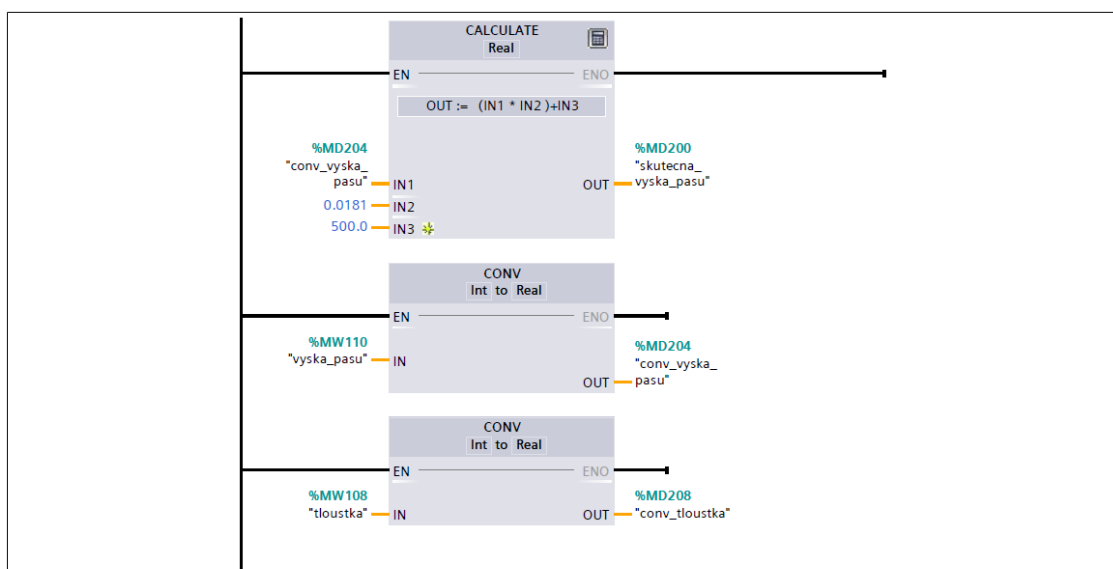 CALCULATE
Real
EN ENO
OUT := (IN1 * IN2 )+IN3
%MD204
"conv_vyska_
pasu" IN1
0.0181 IN2
500.0 IN3
%MD200
"skutecna_
OUT vyska_pasu"
CONV
Int to Real
EN ENO
%MW110
"vyska_pasu" IN
%MD204
"conv_vyska_
OUT pasu"
CONV
Int to Real
EN ENO
%MW108
"tloustka" IN
%MD208
OUT "conv_tloustka"